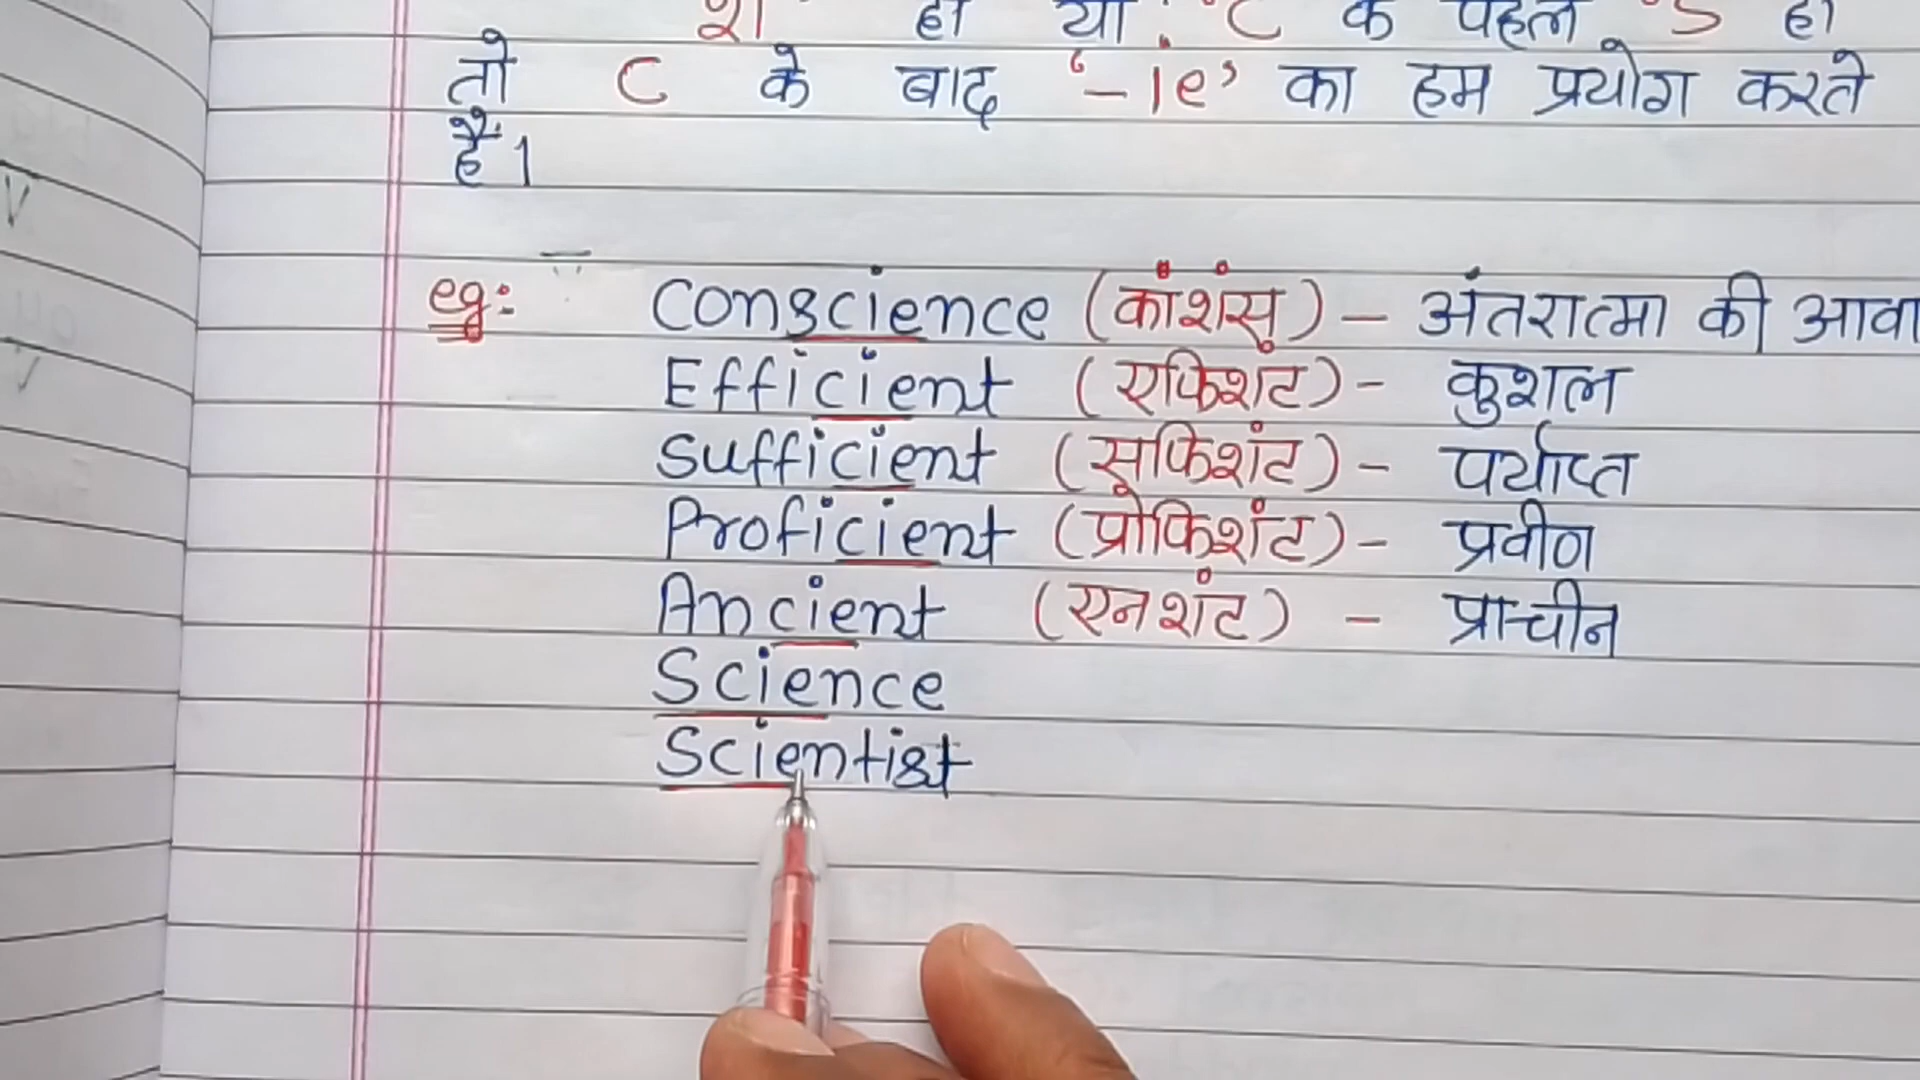 श' हो या 'C के पहले 'S हो
तो C के बाद '-ie' का हम प्रयोग करते
हैं।
eg:- Conscience (कांशंस्) - अंतरात्मा की आवा
Efficient (एफिशंट) - कुशल
Sufficient (सूफिशंट) - पर्याप्त
Proficient (प्रोफिशंट) - प्रवीण
Ancient (एनशंट) - प्राचीन
Science
Scientist